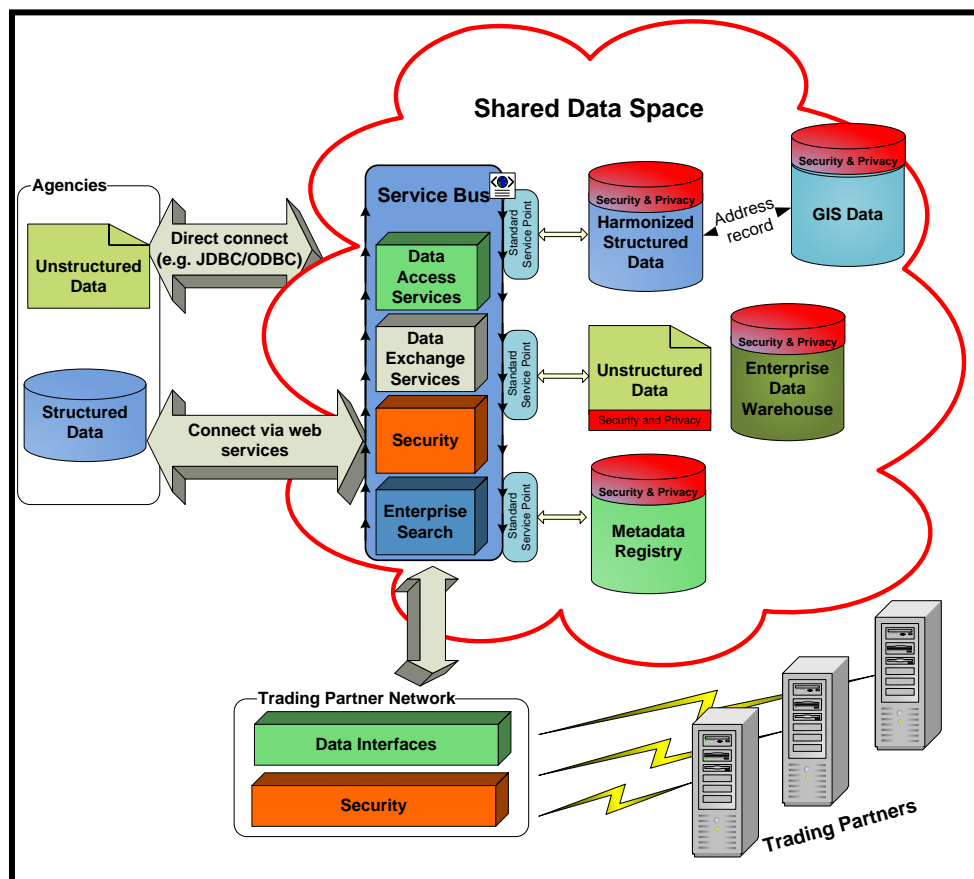 Shared Data Space
Agencies
Unstructured
Data
Structured
Data
Direct connect
(e.g. JDBC/ODBC)
Connect via web
services
Service Bus
Data
Access
Services
Data
Exchange
Services
Security
Enterprise
Search
Standard
Service Point
Standard
Service Point
Standard
Service Point
Security & Privacy
Harmonized
Structured
Data
Address
record
Security & Privacy
GIS Data
Unstructured
Data
Security and Privacy
Security & Privacy
Enterprise
Data
Warehouse
Security & Privacy
Metadata
Registry
Trading Partner Network
Data Interfaces
Security
Trading Partners